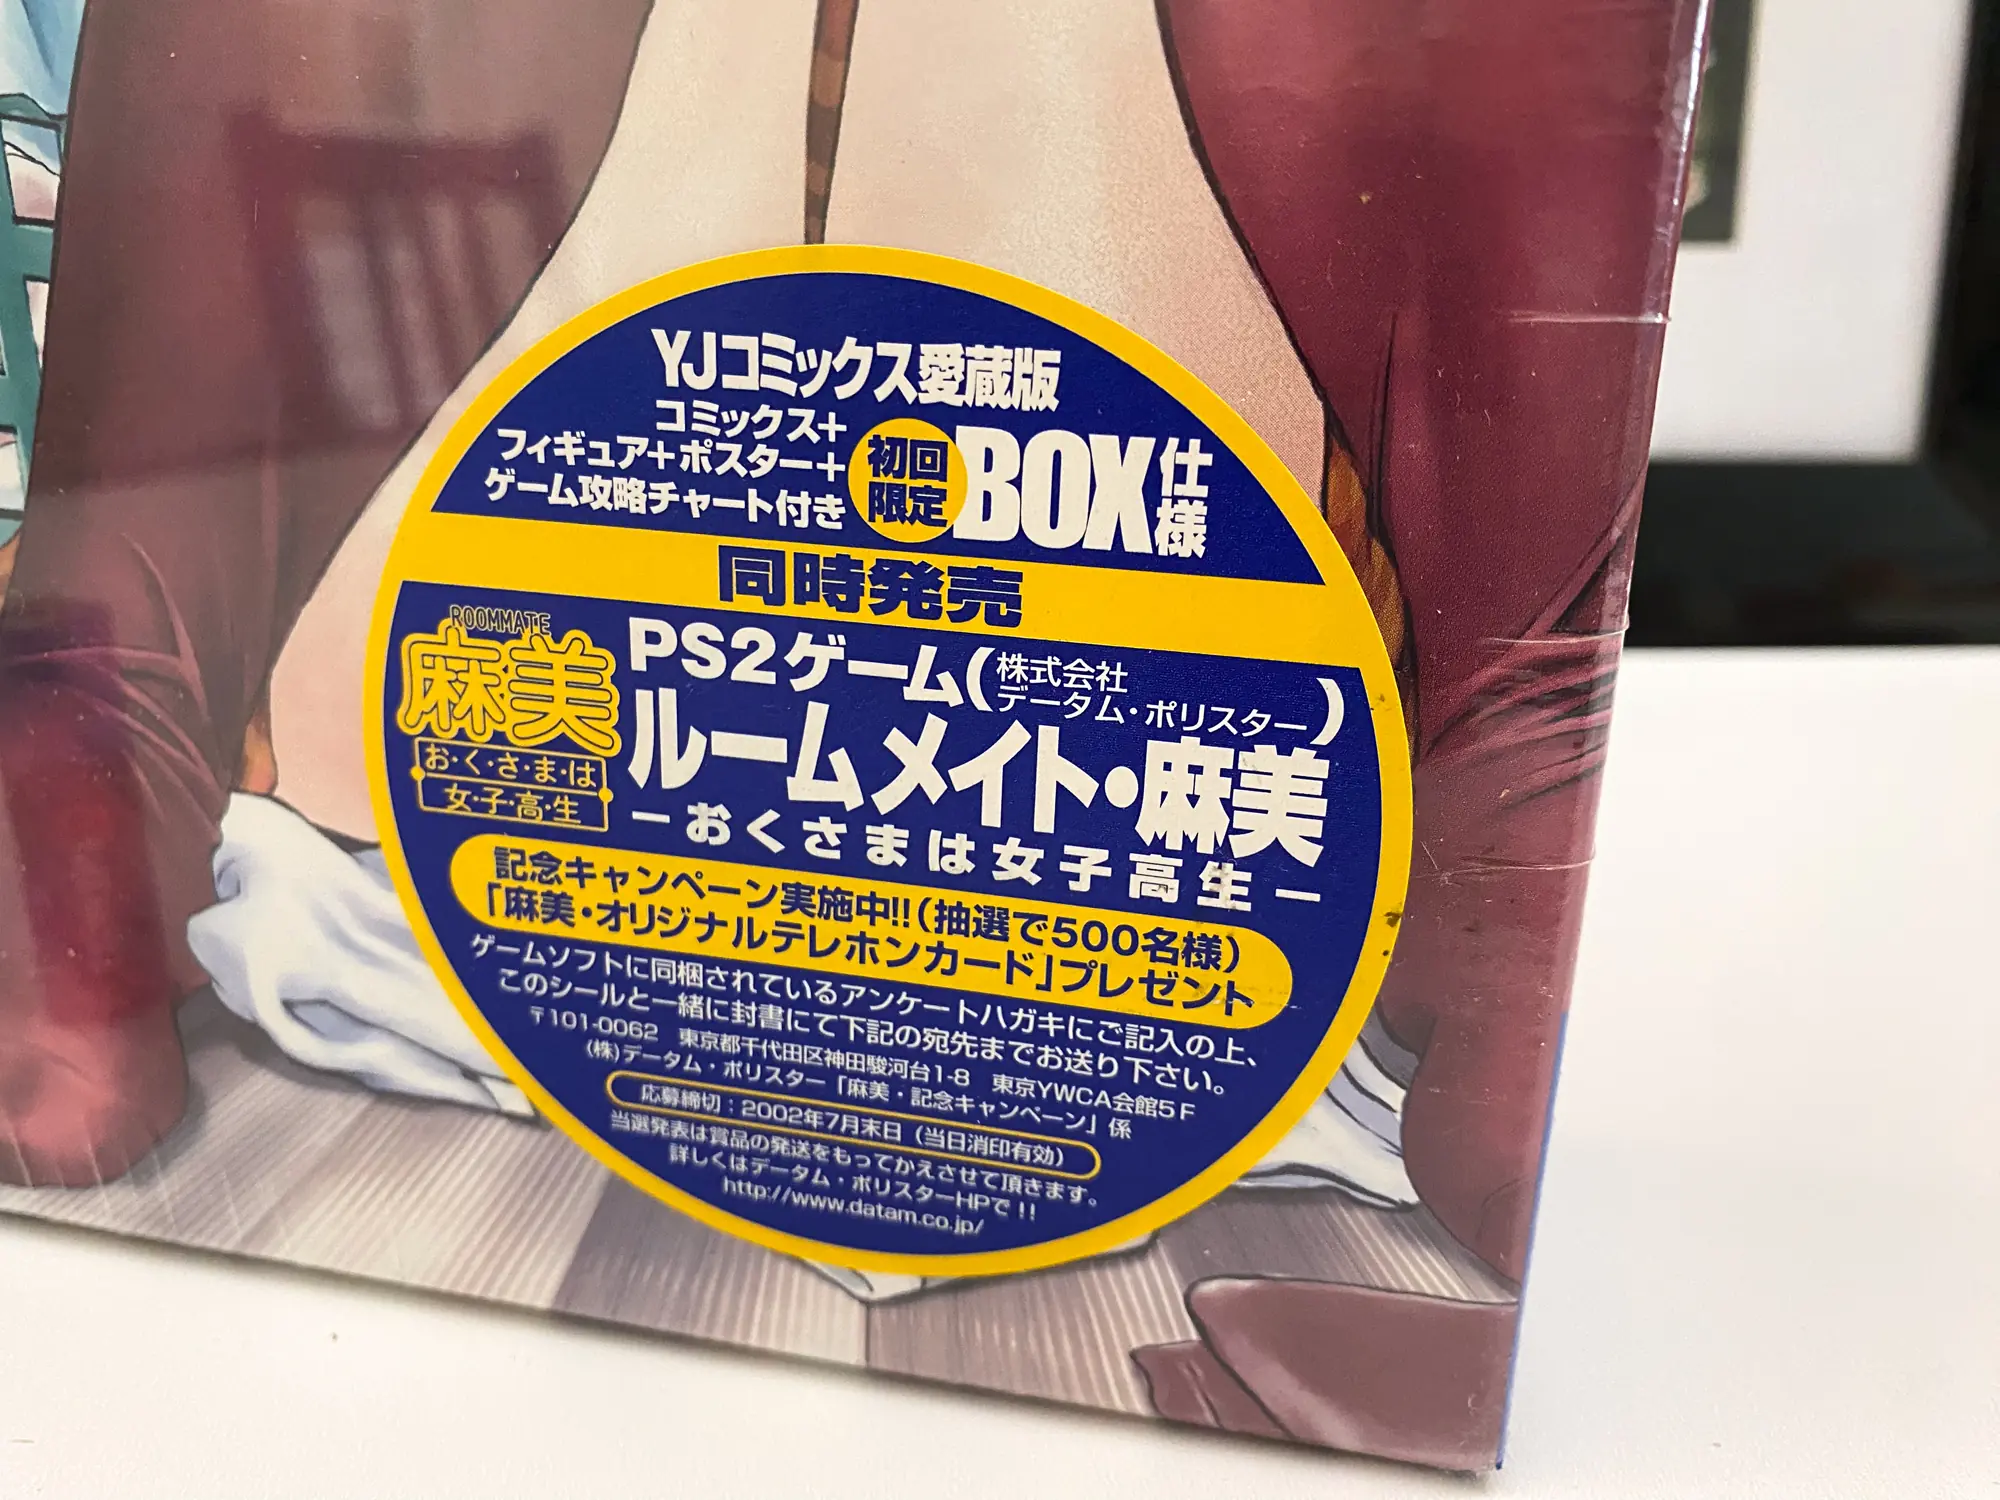 YJコミックス愛蔵版
コミックス+
フィギュア+ポスター+
ゲーム攻略チャート付き
初回
限定
BOX仕様
同時発売
ROOMMATE
麻美
お・く・さ・ま・は
女・子・高・生
PS2ゲーム(株式会社
データム・ポリスター)
ルームメイト・麻美
－おくさまは女子高生－
記念キャンペーン実施中!!(抽選で500名様)
「麻美・オリジナルテレホンカード」プレゼント
ゲームソフトに同梱されているアンケートハガキにご記入の上、
このシールと一緒に封書にて下記の宛先までお送り下さい。
〒101-0062 東京都千代田区神田駿河台1-8 東京YWCA会館5F
(株)データム・ポリスター「麻美・記念キャンペーン」係
応募締切：2002年7月末日（当日消印有効）
当選発表は賞品の発送をもってかえさせて頂きます。
詳しくはデータム・ポリスターHPで!!
http://www.datam.co.jp/